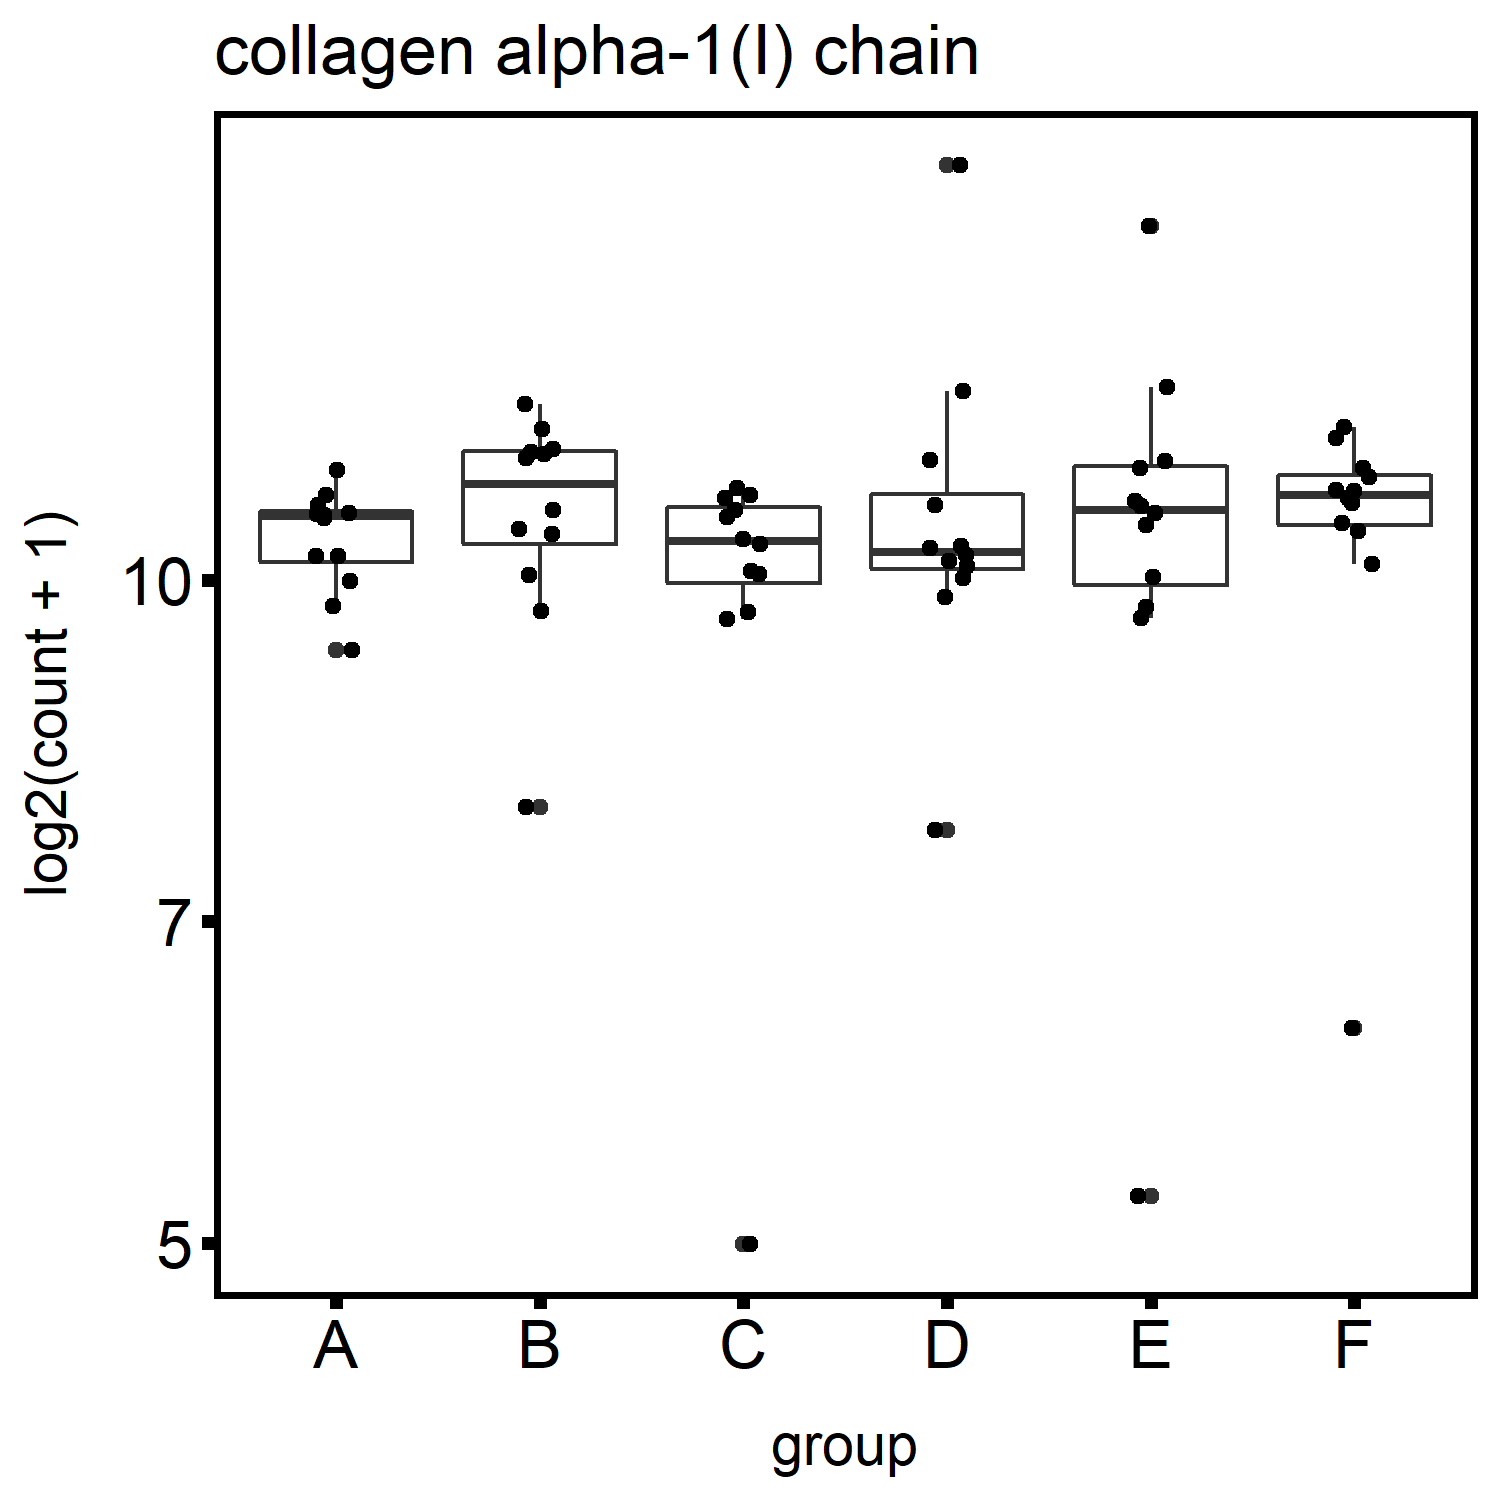 collagen alpha-1(I) chain
log2(count + 1)
10
7
5
A B C D E F
group